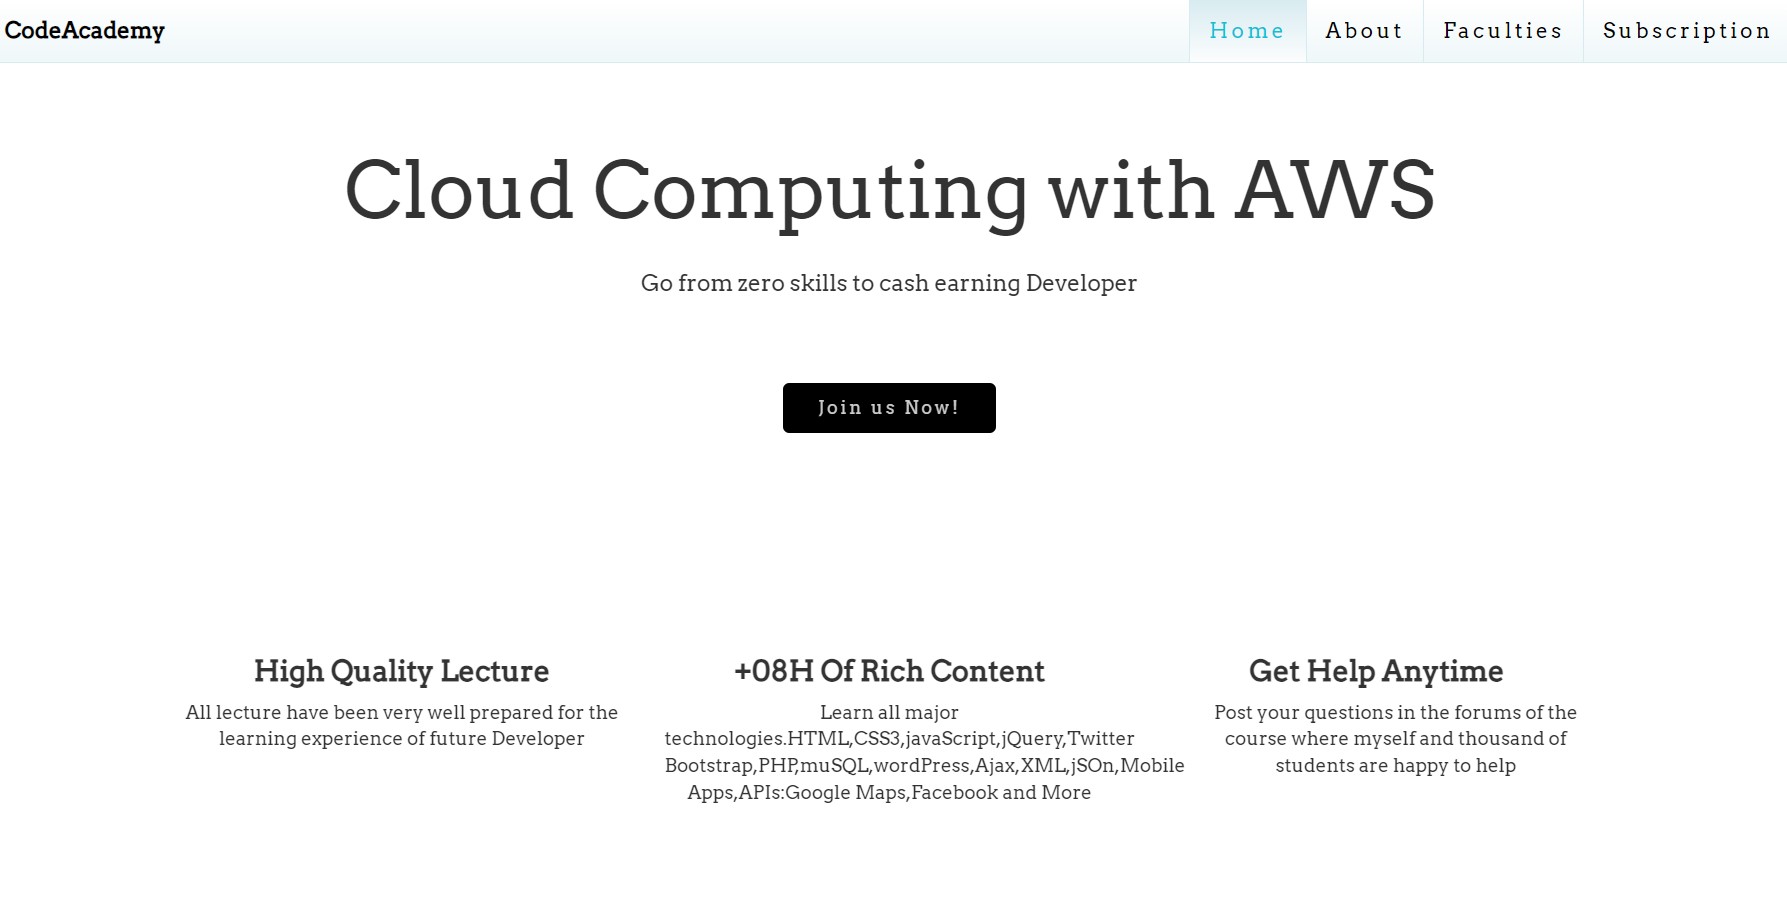 CodeAcademy
Home
About
Faculties
Subscription
Cloud Computing with AWS
Go from zero skills to cash earning Developer
Join us Now!
High Quality Lecture
All lecture have been very well prepared for the
learning experience of future Developer
+08H Of Rich Content
Learn all major
technologies.HTML,CSS3,javaScript,jQuery,Twitter
Bootstrap,PHP,muSQL,wordPress,Ajax,XML,jSOn,Mobile
Apps,APIs:Google Maps,Facebook and More
Get Help Anytime
Post your questions in the forums of the
course where myself and thousand of
students are happy to help